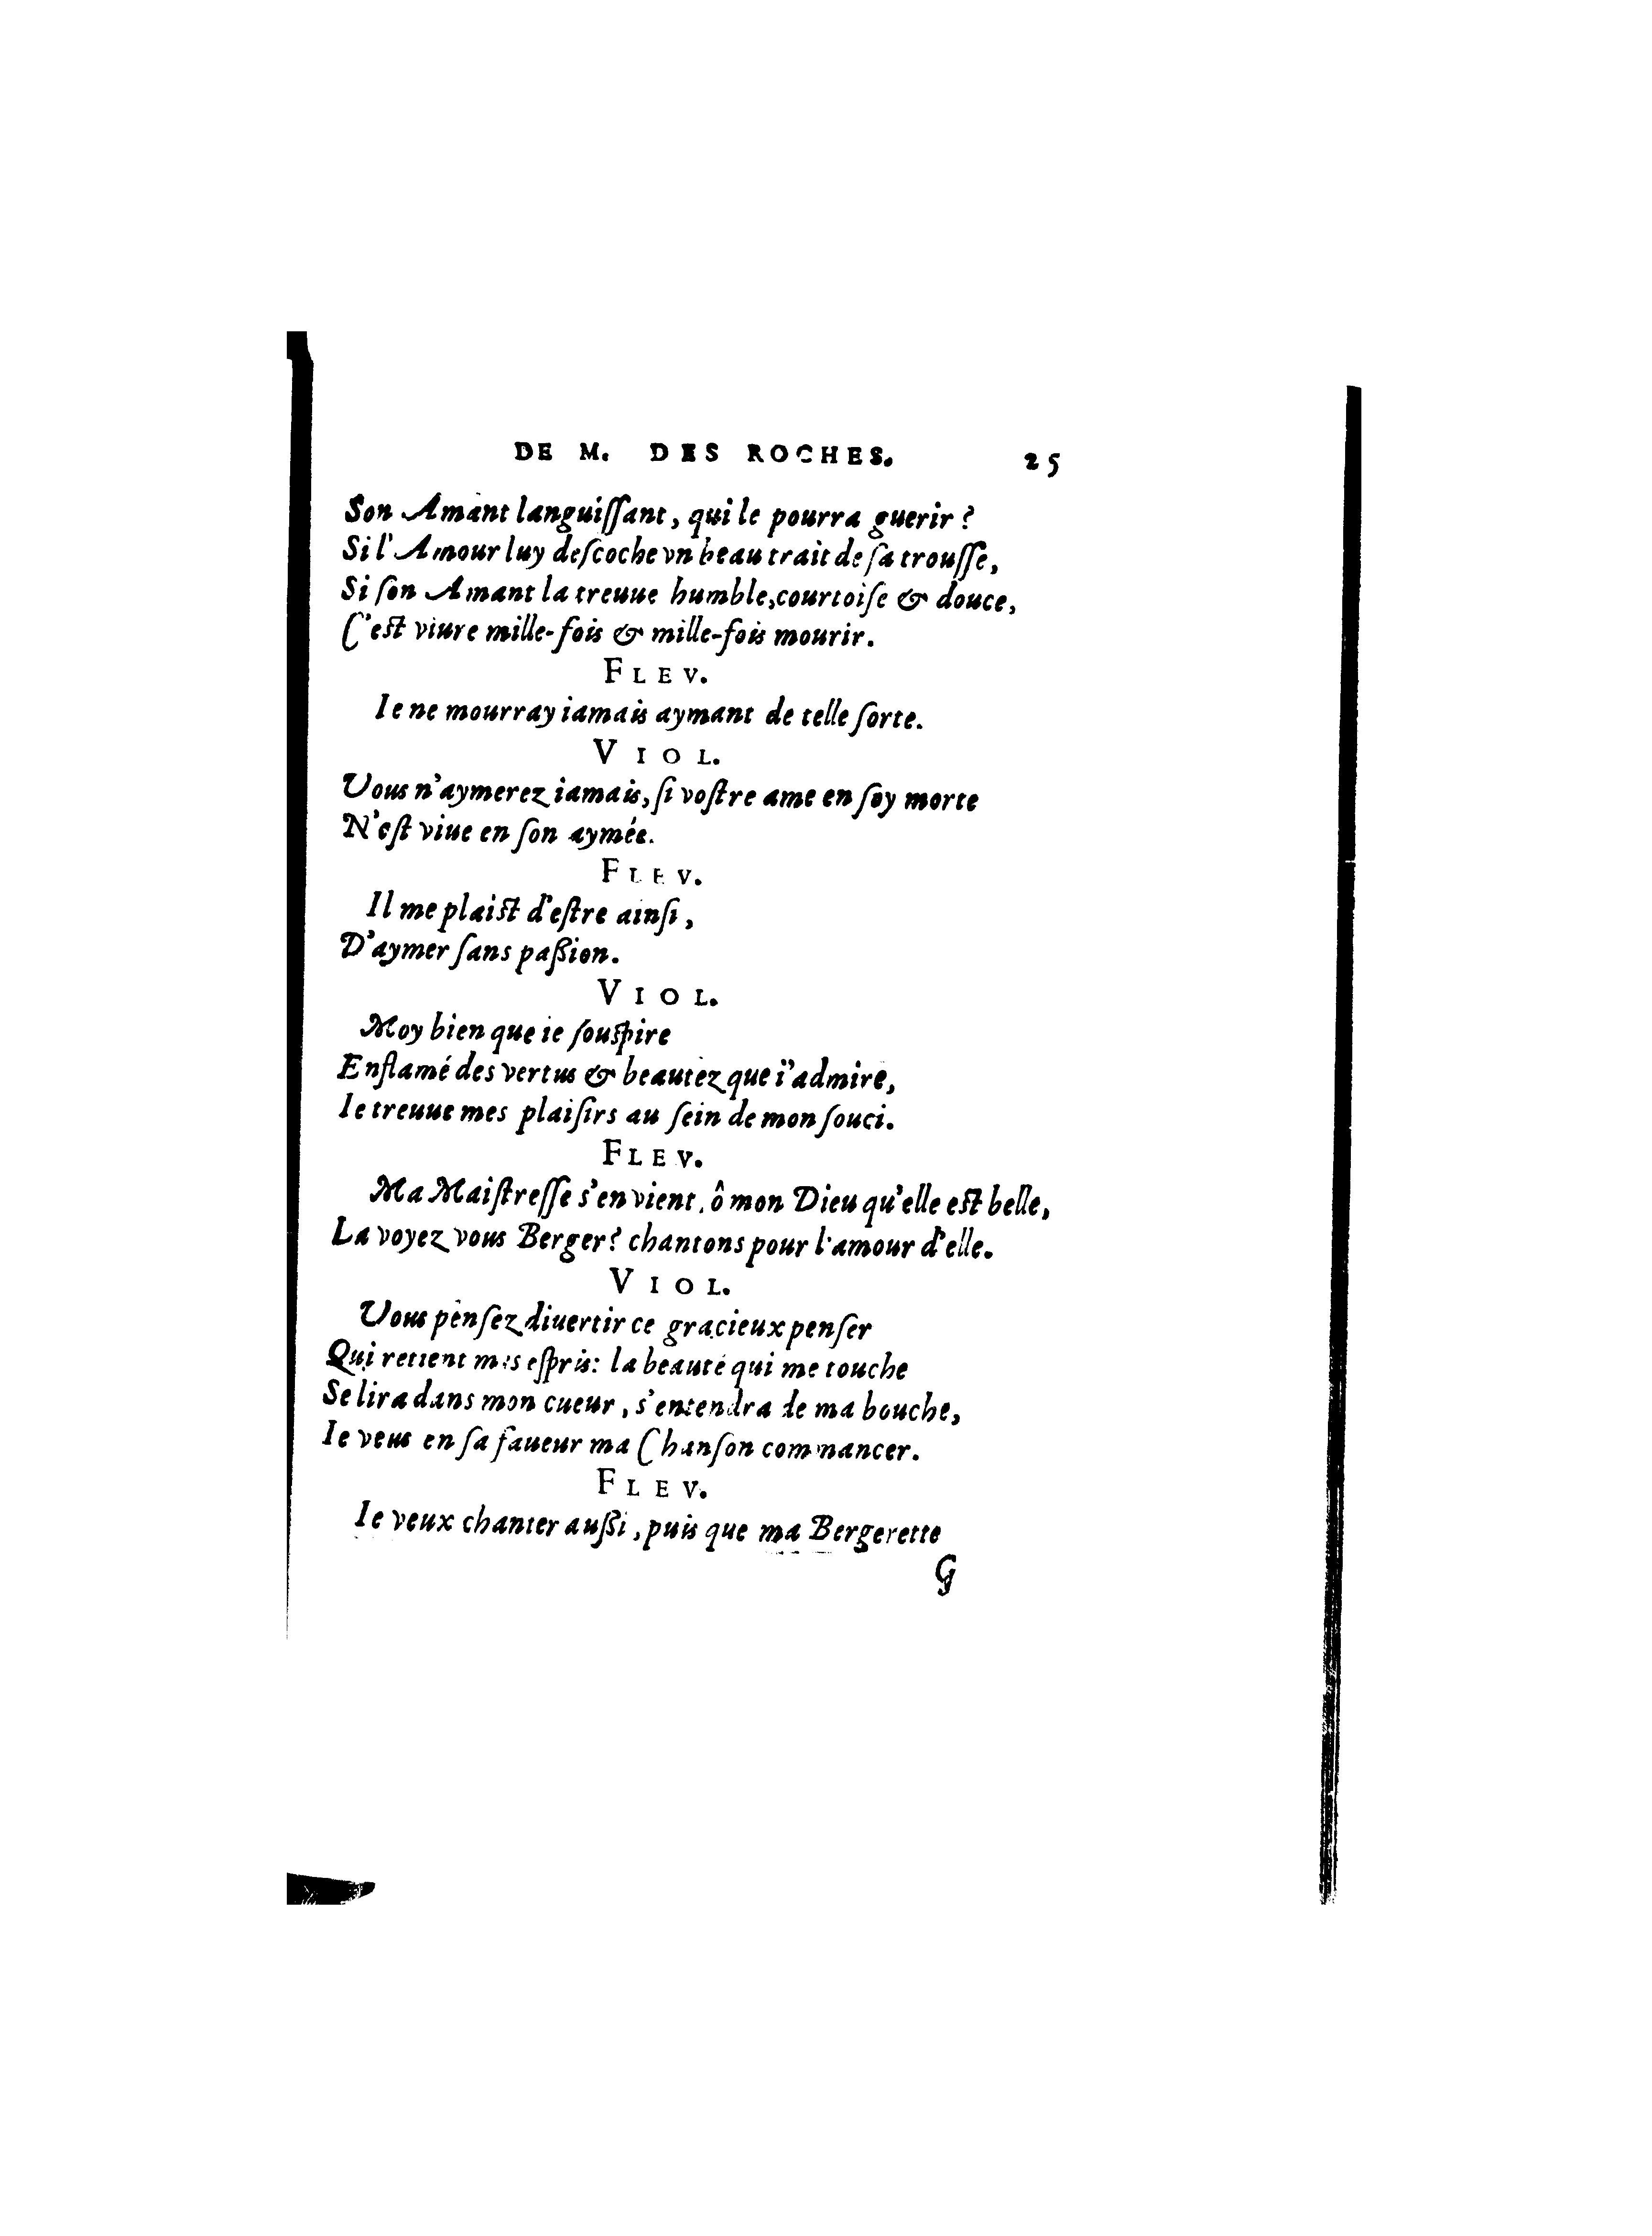 DE M. DES ROCHES. 25
Son Amant languiſſant, qui le pourra guerir?
Si l'Amour luy deſcoche vn beau trait de ſa trouſſe,
Si ſon Amant la treuue humble, courtoiſe & douce,
C'eſt viure mille-fois & mille-fois mourir.
FLEV.
Ie ne mourray iamais aymant de telle ſorte.
VIOL.
Vous n'aymerez iamais, ſi voſtre ame en ſoy morte
N'eſt viue en ſon aymée.
FLEV.
Il me plaiſt d'eſtre ainſi,
D'aymer ſans paßion.
VIOL.
Moy bien que ie ſouſpire
Enflamé des vertus & beautez que i'admire,
Ie treuue mes plaiſirs au ſein de mon ſouci.
FLEV.
Ma Maiſtreſſe s'en vient, ô mon Dieu qu'elle eſt belle,
La voyez vous Berger? chantons pour l'amour d'elle.
VIOL.
Vous penſez diuertir ce gracieux penſer
Qui retient mes eſpris: la beauté qui me touche
Se lira dans mon cueur, s'entendra de ma bouche,
Ie veus en ſa faueur ma Chanſon commancer.
FLEV.
Ie veux chanter außi, puis que ma Bergerette
G